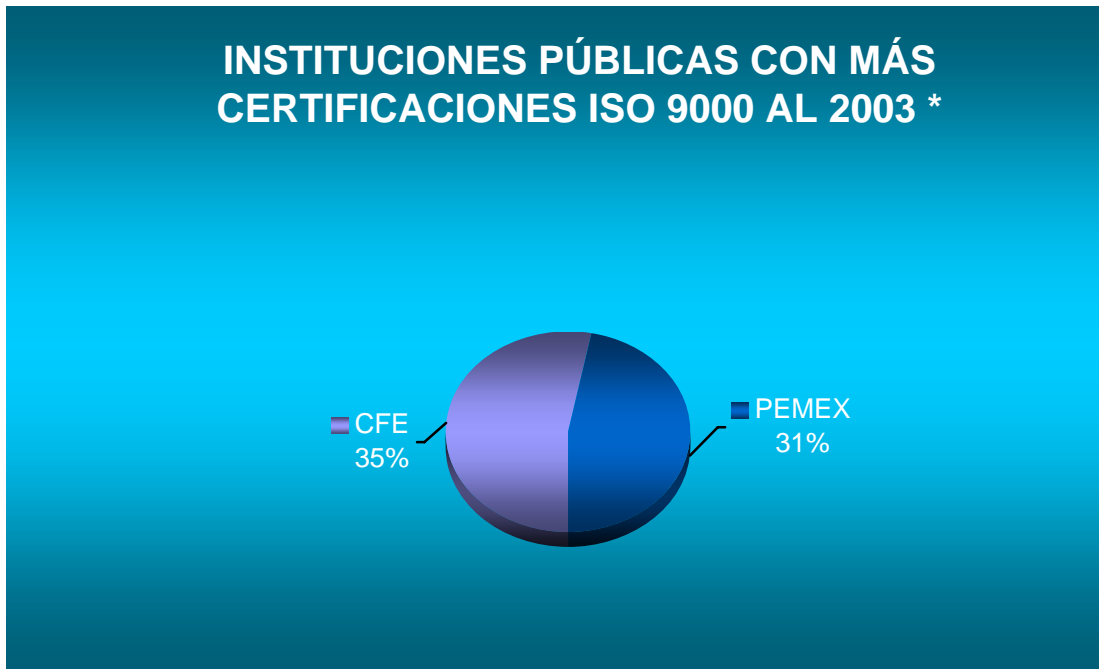 INSTITUCIONES PÚBLICAS CON MÁS
CERTIFICACIONES ISO 9000 AL 2003 *
CFE
35%
PEMEX
31%